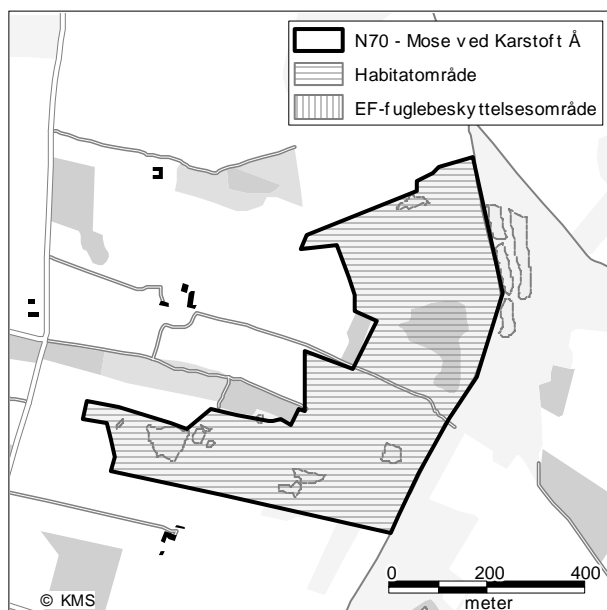 N70 - Mose ved Karstoft Å
Habitatområde
EF-fuglebeskyttelsesområde
0 200 400
meter
© KMS